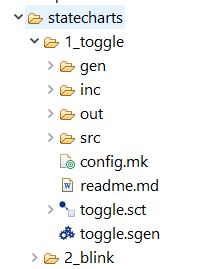 statecharts
1_toggle
gen
inc
out
src
config.mk
readme.md
toggle.sct
toggle.sgen
2_blink